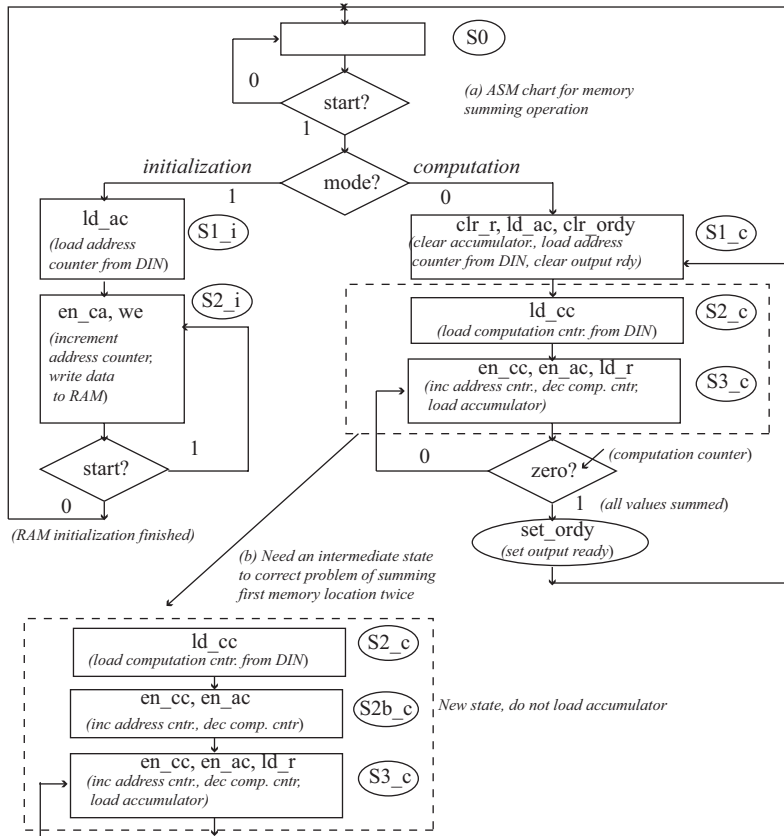 S0
0
(a) ASM chart for memory
summing operation
start?
1
initialization
computation
mode?
1
0
ld_ac
(load address
counter from DIN)
S1_i
clr_r, ld_ac, clr_ordy
(clear accumulator., load address
counter from DIN, clear output rdy)
S1_c
en_ca, we
(increment
address counter,
write data
to RAM)
S2_i
ld_cc
(load computation cntr. from DIN)
S2_c
en_cc, en_ac, ld_r
(inc address cntr., dec comp. cntr,
load accumulator)
S3_c
start?
1
0
(RAM initialization finished)
0
zero?
(computation counter)
1
(all values summed)
set_ordy
(set output ready)
(b) Need an intermediate state
to correct problem of summing
first memory location twice
ld_cc
(load computation cntr. from DIN)
S2_c
en_cc, en_ac
(inc address cntr., dec comp. cntr)
S2b_c
New state, do not load accumulator
en_cc, en_ac, ld_r
(inc address cntr., dec comp. cntr,
load accumulator)
S3_c